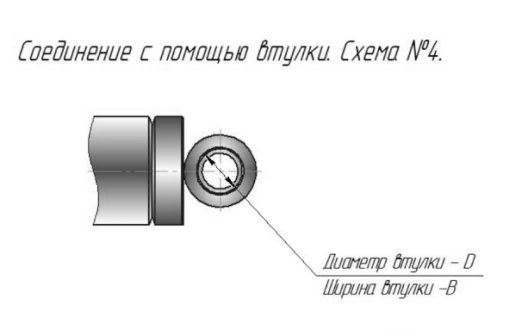 Соединение с помощью втулки. Схема №4.
Диаметр втулки - D
Ширина втулки -В